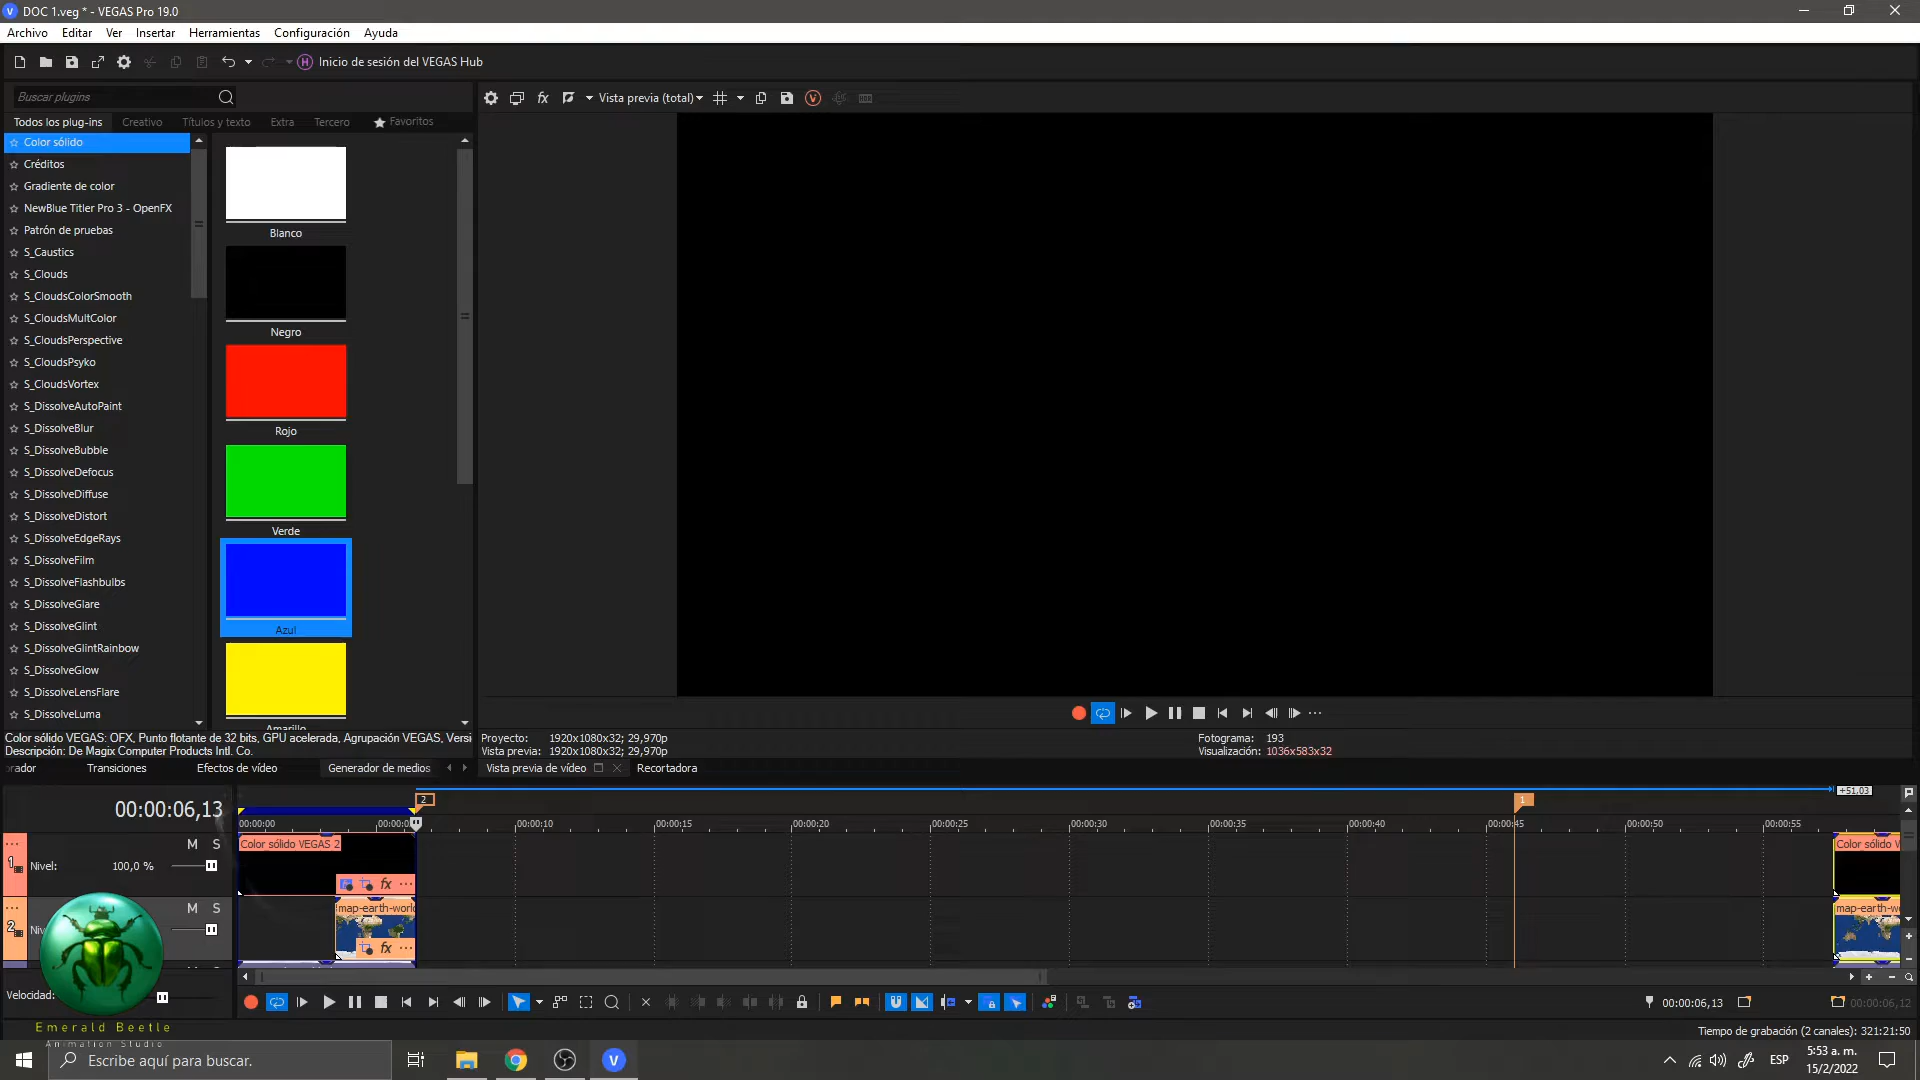 DOC 1.veg * - VEGAS Pro 19.0
Archivo Editar Ver Insertar Herramientas Configuración Ayuda
Inicio de sesión del VEGAS Hub
Buscar plugins
Vista previa (total)
Todos los plug-ins Creativo Títulos y texto Extra Tercero Favoritos
Color sólido
Créditos
Gradiente de color
NewBlue Titler Pro 3 - OpenFX
Patrón de pruebas
S_Caustics
S_Clouds
S_CloudsColorSmooth
S_CloudsMultColor
S_CloudsPerspective
S_CloudsPsyko
S_CloudsVortex
S_DissolveAutoPaint
S_DissolveBlur
S_DissolveBubble
S_DissolveDefocus
S_DissolveDiffuse
S_DissolveDistort
S_DissolveEdgeRays
S_DissolveFilm
S_DissolveFlashbulbs
S_DissolveGlare
S_DissolveGlint
S_DissolveGlintRainbow
S_DissolveGlow
S_DissolveLensFlare
S_DissolveLuma
Blanco
Negro
Rojo
Verde
Azul
Amarillo
Color sólido VEGAS: OFX, Punto flotante de 32 bits, GPU acelerada, Agrupación VEGAS, Versi
Descripción: De Magix Computer Products Intl. Co.
Proyecto: 1920x1080x32; 29,970p
Vista previa: 1920x1080x32; 29,970p
Fotograma: 193
Visualización: 1036x583x32
orador Transiciones Efectos de vídeo Generador de medios
Vista previa de vídeo Recortadora
00:00:06,13
2
1
+51,03
00:00:00 00:00:0 00:00:10 00:00:15 00:00:20 00:00:25 00:00:30 00:00:35 00:00:40 00:00:45 00:00:50 00:00:55
1 M S
Nivel: 100,0 %
Color sólido VEGAS 2
fx
Color sólido V
2 M S
Niv
map-earth-world
fx
map-earth-wo
Velocidad:
Emerald Beetle
Animation Studio
00:00:06,13
00:00:06,12
Tiempo de grabación (2 canales): 321:21:50
Escribe aquí para buscar.
ESP
5:53 a. m.
15/2/2022